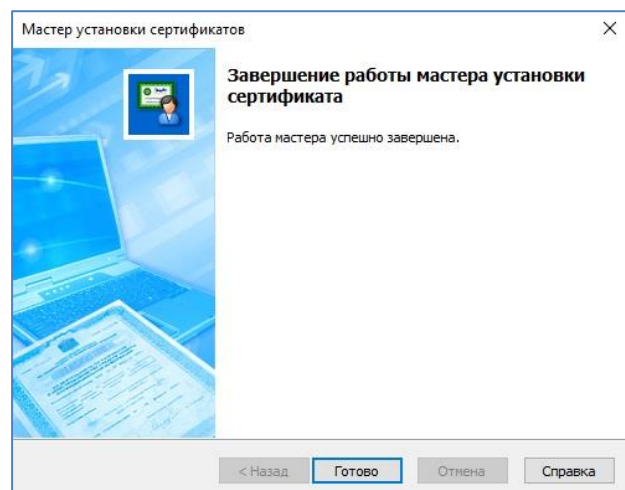 Мастер установки сертификатов
Завершение работы мастера установки
сертификата
Работа мастера успешно завершена.
< Назад
Готово
Отмена
Справка